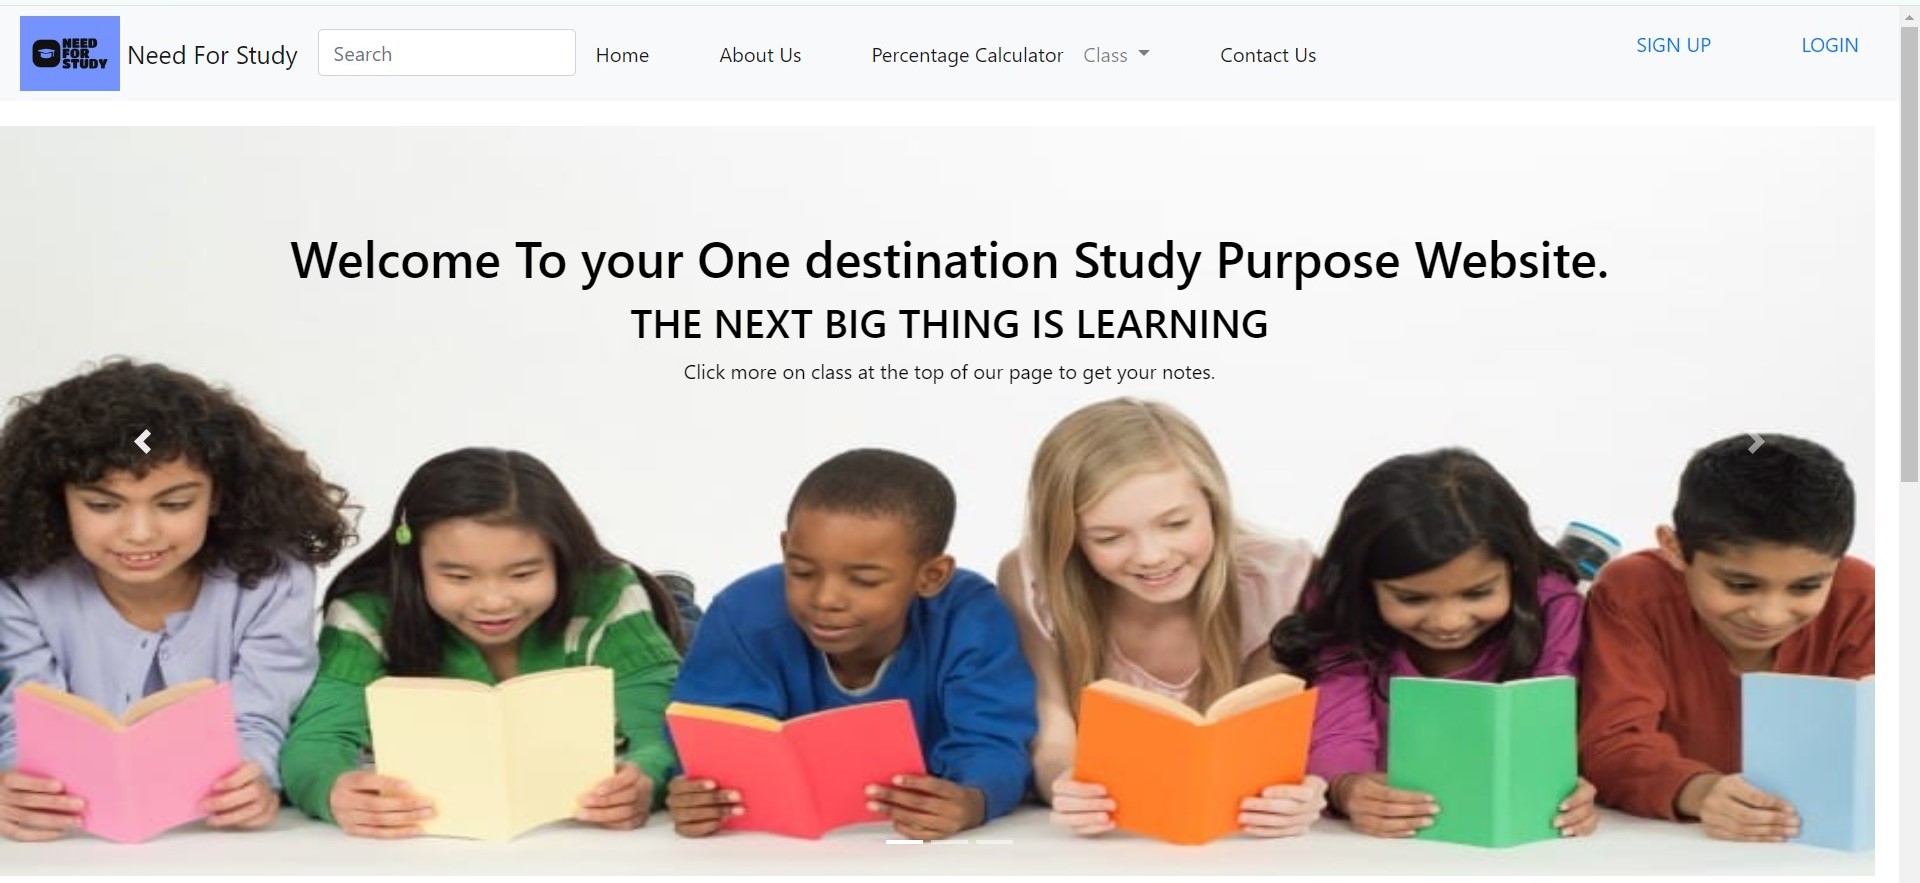 NEED
FOR
STUDY
Need For Study
Search
Home
About Us
Percentage Calculator
Class
Contact Us
SIGN UP
LOGIN
Welcome To your One destination Study Purpose Website.
THE NEXT BIG THING IS LEARNING
Click more on class at the top of our page to get your notes.